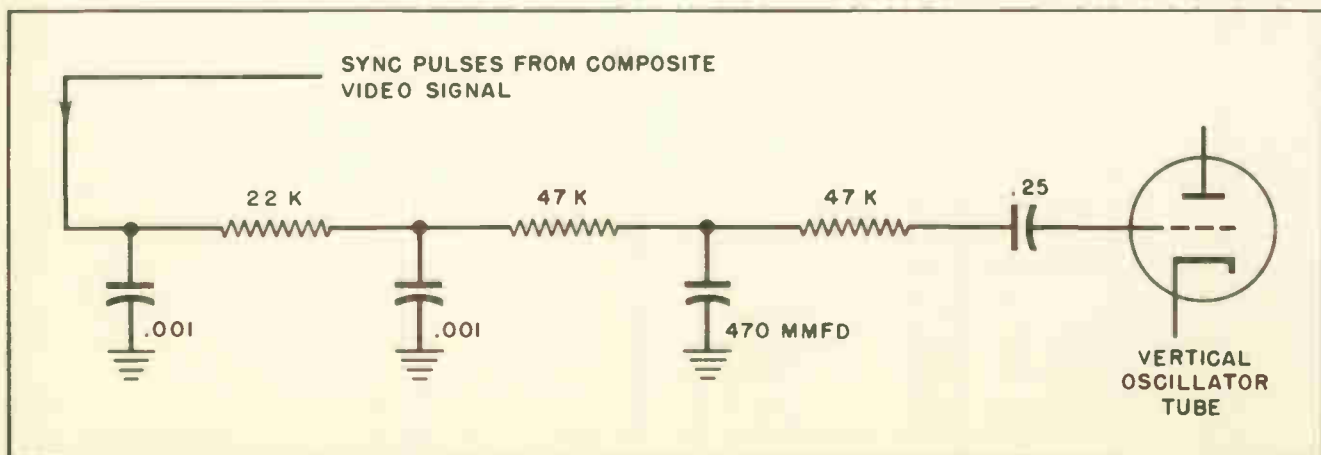 SYNC PULSES FROM COMPOSITE
VIDEO SIGNAL
22 K
47 K
47 K
.25
.001
.001
470 MMFD
VERTICAL
OSCILLATOR
TUBE